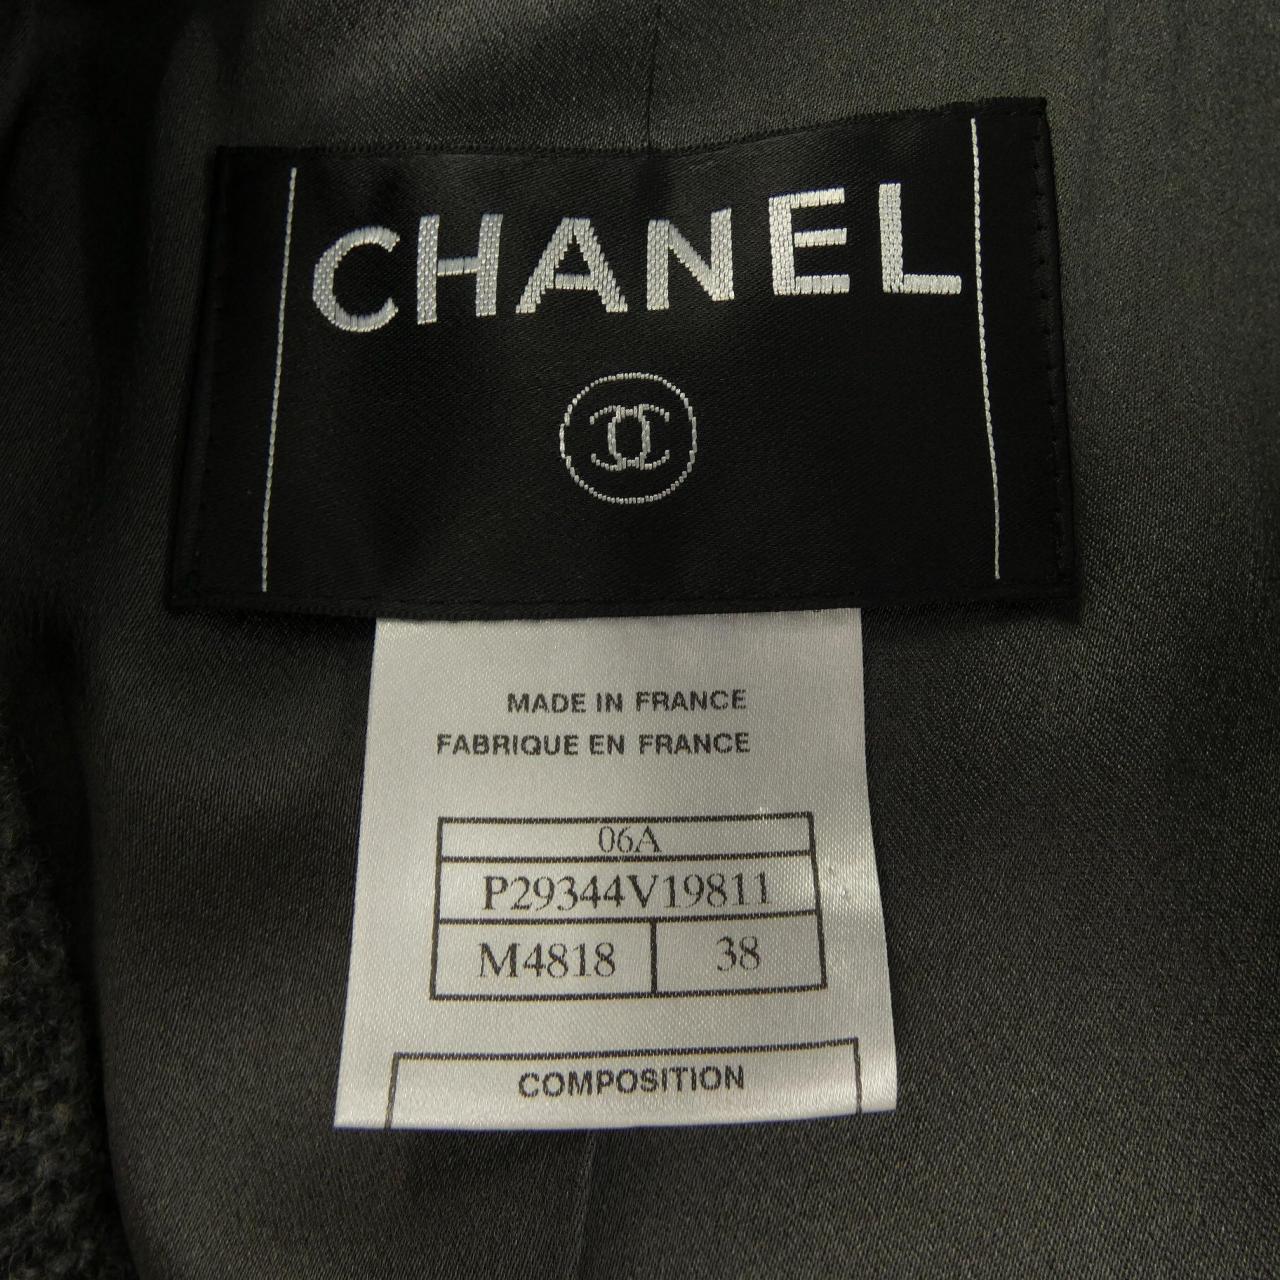 CHANEL
MADE IN FRANCE
FABRIQUE EN FRANCE
06A
P29344V19811
M4818 38
COMPOSITION